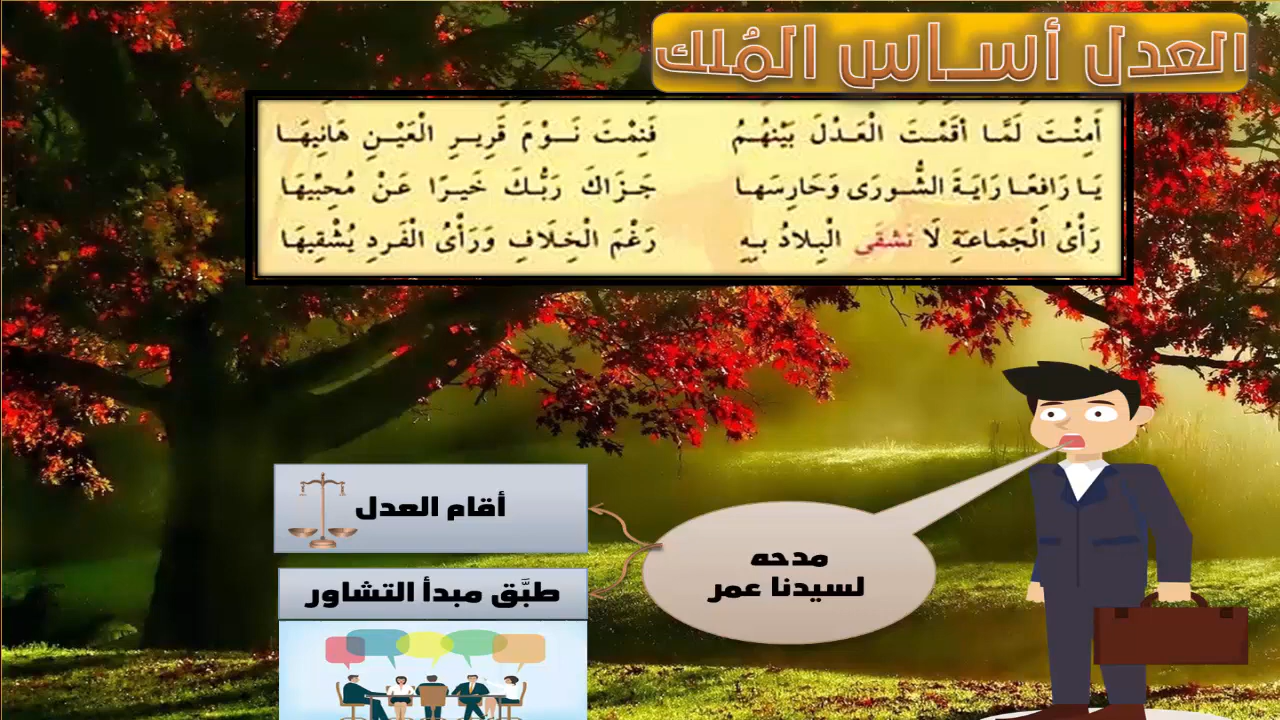 العدل أساس المُلك
أَمِنْتَ لَمَّا أَقَمْتَ الْعَدْلَ بَيْنَهُمُ فَنِمْتَ نَوْمَ قَرِيرِ الْعَيْنِ هَانِيهَا
يَا رَافِعًا رَايَةَ الشُّورَى وَحَارِسَهَا جَزَاكَ رَبُّكَ خَيْرًا عَنْ مُحِبِّيهَا
رَأْىُ الْجَمَاعَةِ لَا تَشقَى الْبِلَادُ بِهِ رَغْمَ الْخِلَافِ وَرَأْىُ الْفَرْدِ يُشْقِيهَا
مدحه
لسيدنا عمر
أقام العدل
طبَّق مبدأ التشاور